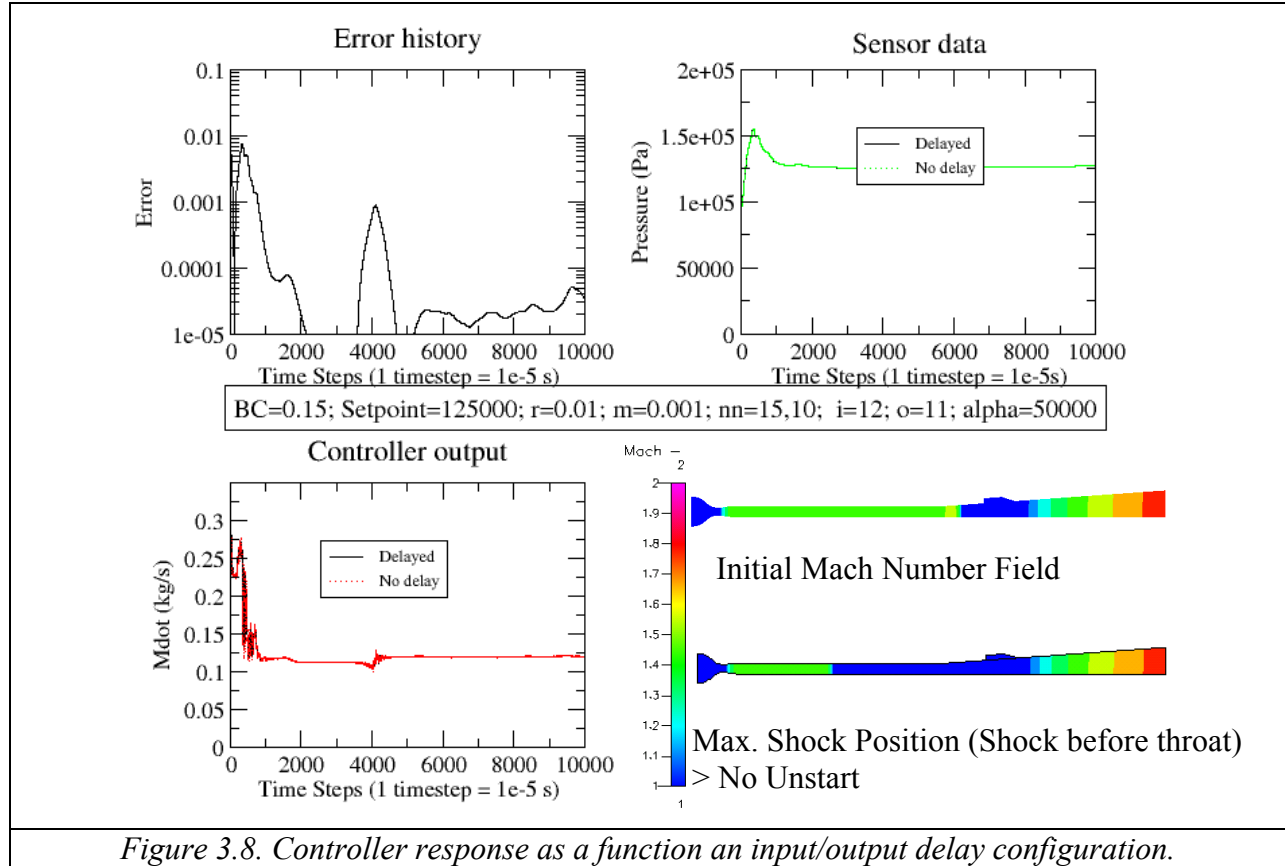 Error history
0.1
0.01
0.001
0.0001
1e-05
Error
0 2000 4000 6000 8000 10000
Time Steps (1 timestep = 1e-5 s)
Sensor data
2e+05
1.5e+05
1e+05
50000
0
Pressure (Pa)
Delayed
No delay
0 2000 4000 6000 8000 10000
Time Steps (1 timestep = 1e-5s)
BC=0.15; Setpoint=125000; r=0.01; m=0.001; nn=15,10; i=12; o=11; alpha=50000
Controller output
0.3
0.25
0.2
0.15
0.1
0.05
0
Mdot (kg/s)
Delayed
No delay
0 2000 4000 6000 8000 10000
Time Steps (1 timestep = 1e-5 s)
Mach –
2
2
1.9
1.8
1.7
1.6
1.5
1.4
1.3
1.2
1.1
1
1
Initial Mach Number Field
Max. Shock Position (Shock before throat)
> No Unstart
Figure 3.8. Controller response as a function an input/output delay configuration.